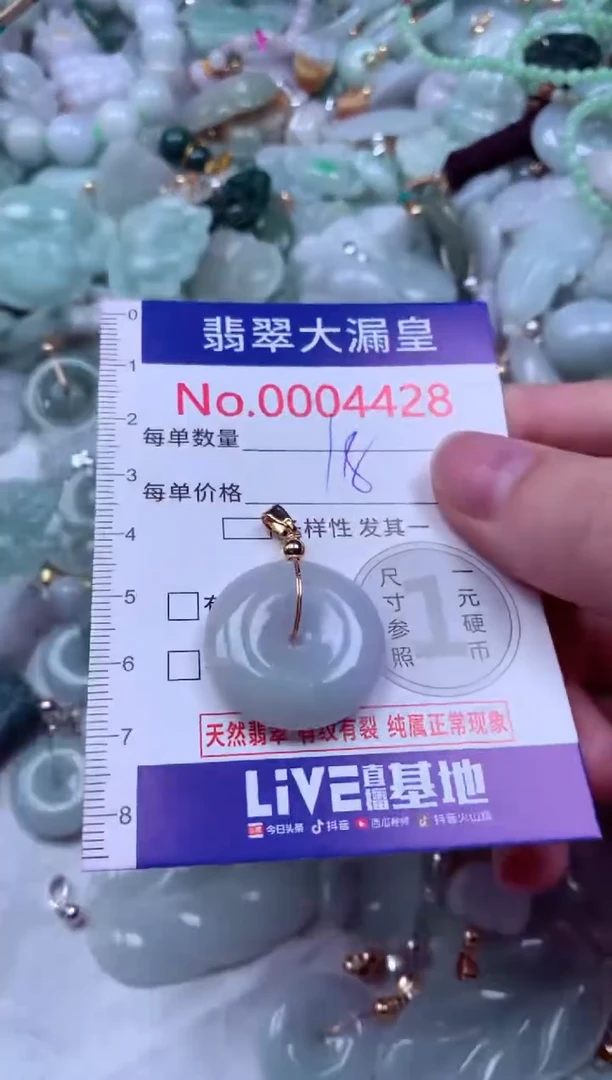 0
1
2
3
4
5
6
7
8
翡翠大漏皇
No.0004428
每单数量
18
每单价格
样性 发其一
尺寸参照
1
一元硬币
天然翡翠 有纹有裂 纯属正常现象
LiVE直播基地
今日头条 抖音 西瓜视频 抖音火山版